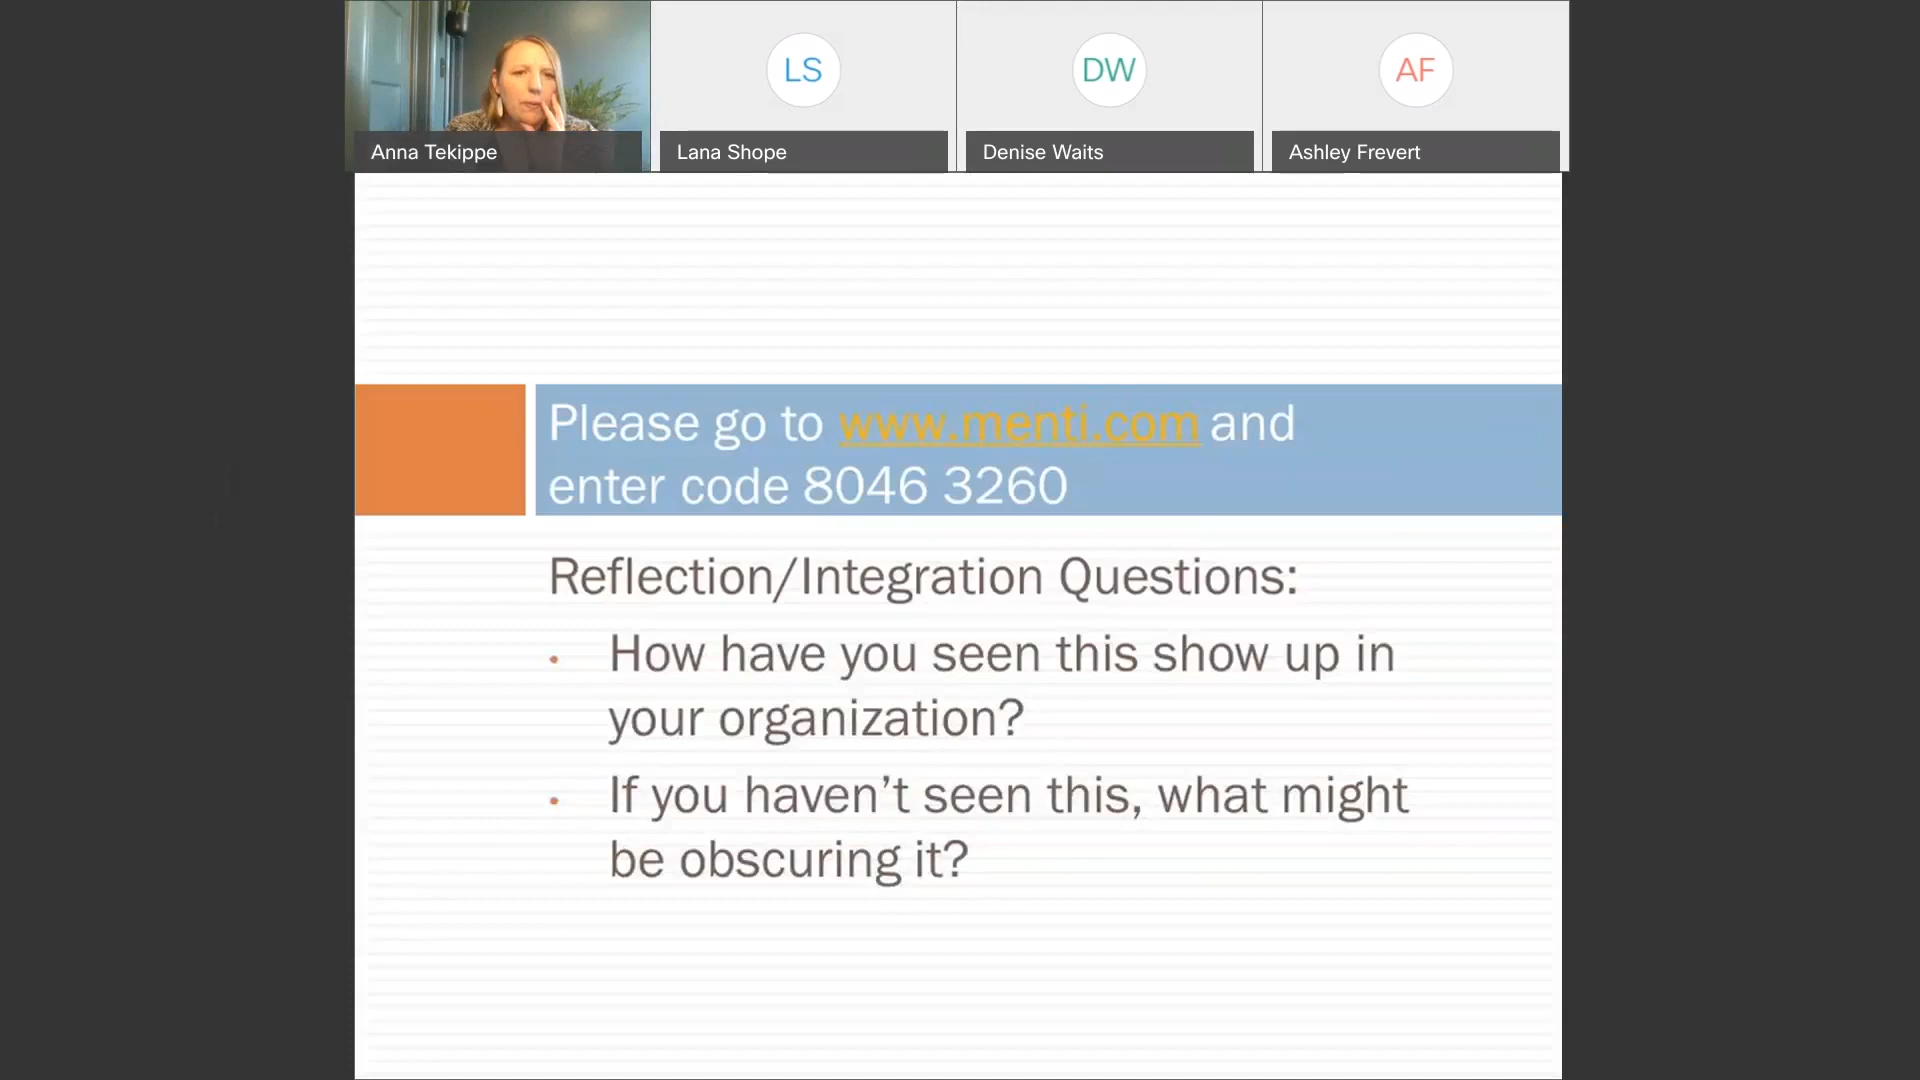 LS
DW
AF
Anna Tekippe
Lana Shope
Denise Waits
Ashley Frevert
Please go to www.menti.com and
enter code 8046 3260
Reflection/Integration Questions:
• How have you seen this show up in
your organization?
• If you haven’t seen this, what might
be obscuring it?